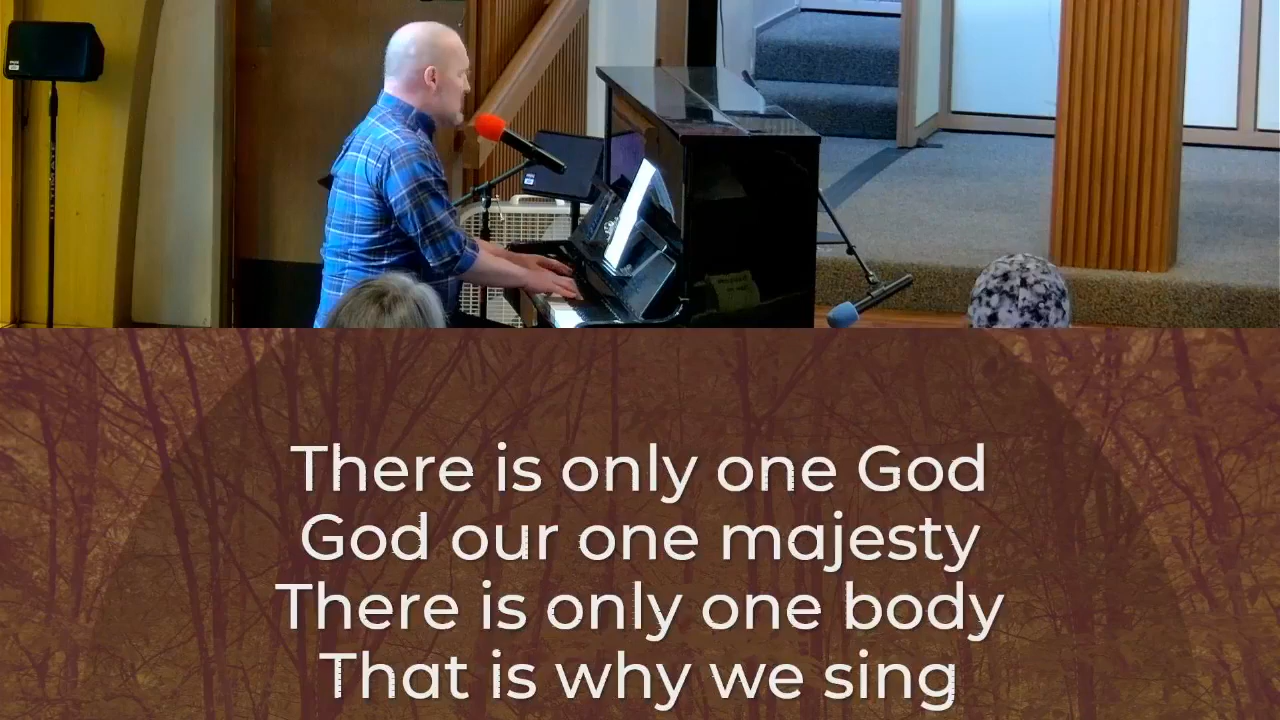 ULTIMATE
There is only one God
God our one majesty
There is only one body
That is why we sing